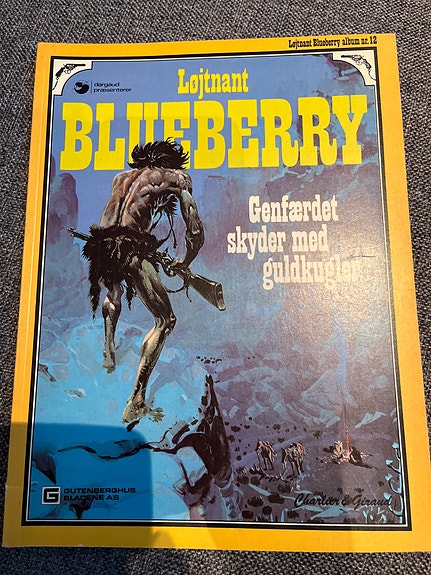 Løjtnant Blueberry album nr. 12
dargaud
præsenterer
Løjtnant
BLUEBERRY
Genfærdet
skyder med
guldkugler
G GUTENBERGHUS
BLADENE AS
Charlier & Giraud